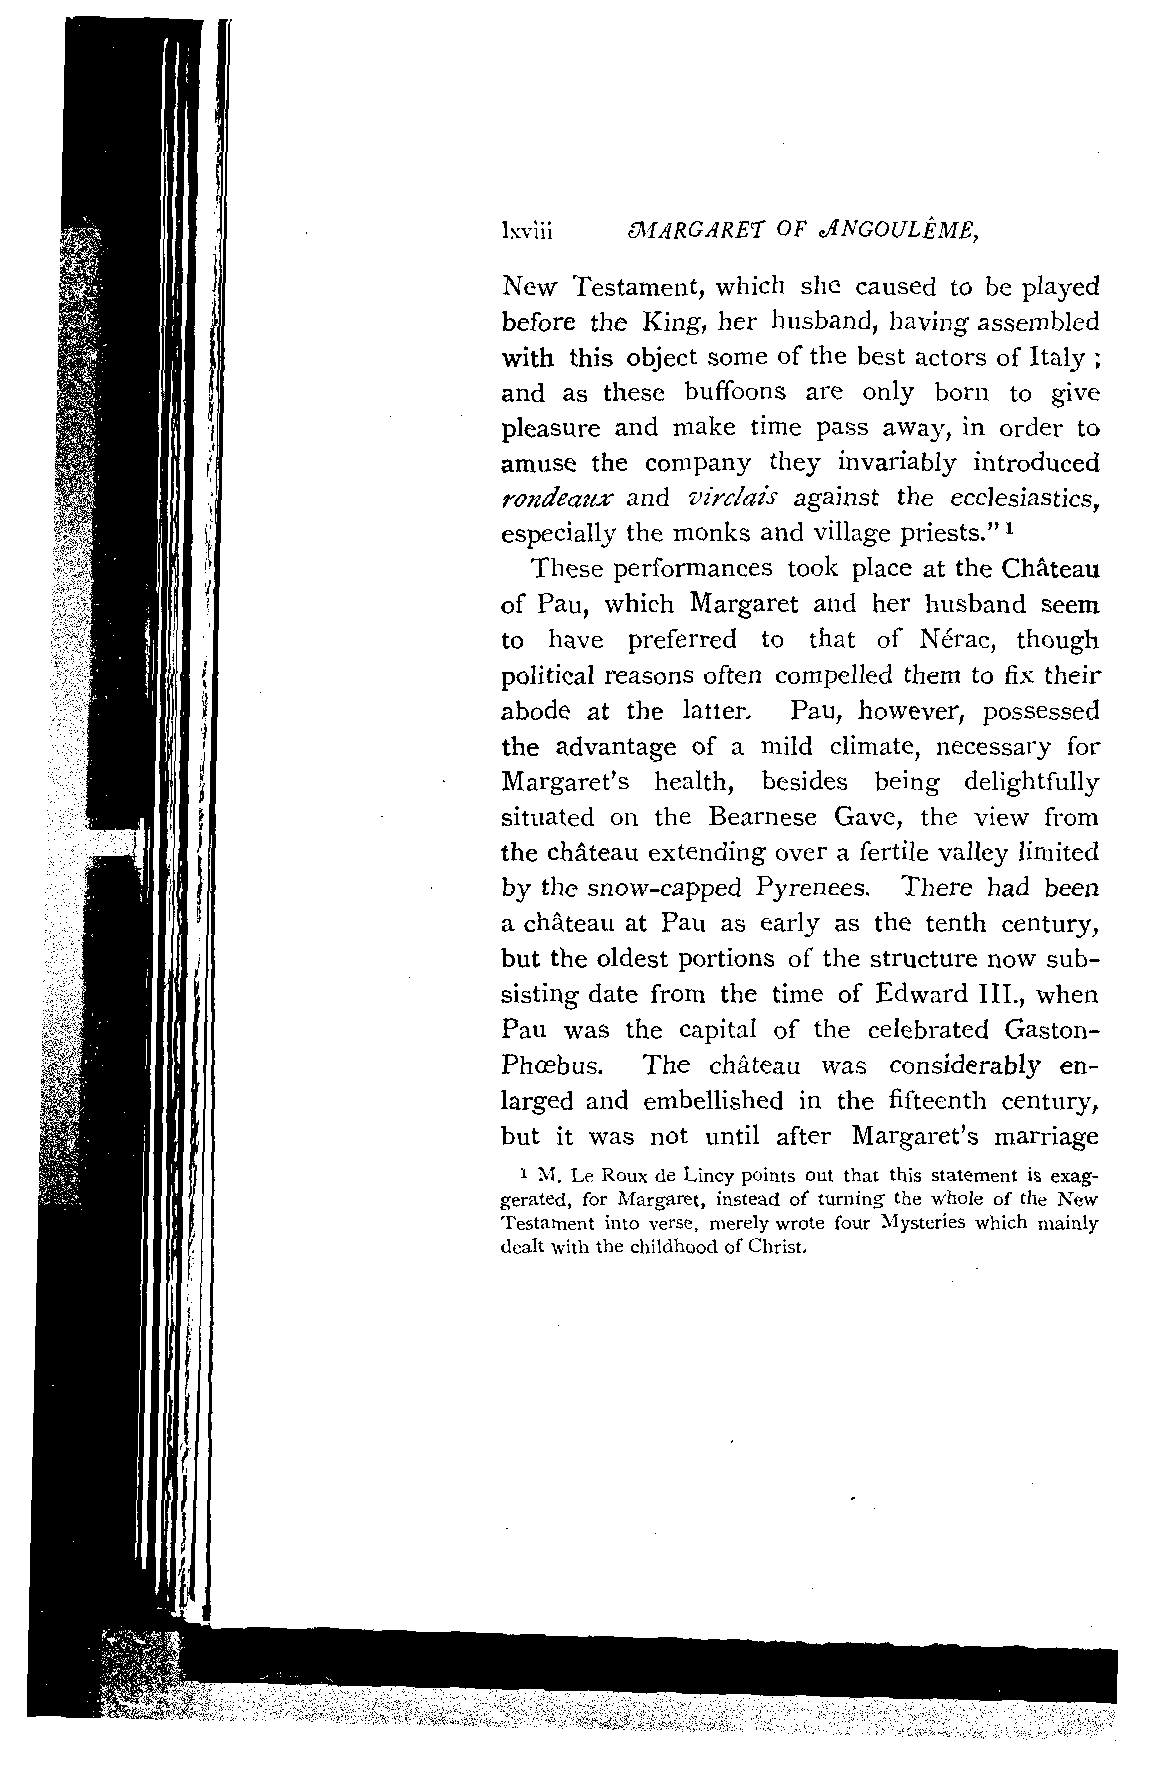 lxviii MARGARET OF ANGOULÊME,
New Testament, which she caused to be played
before the King, her husband, having assembled
with this object some of the best actors of Italy ;
and as these buffoons are only born to give
pleasure and make time pass away, in order to
amuse the company they invariably introduced
rondeaux and virclais against the ecclesiastics,
especially the monks and village priests." 1
These performances took place at the Château
of Pau, which Margaret and her husband seem
to have preferred to that of Nérac, though
political reasons often compelled them to fix their
abode at the latter. Pau, however, possessed
the advantage of a mild climate, necessary for
Margaret's health, besides being delightfully
situated on the Bearnese Gave, the view from
the château extending over a fertile valley limited
by the snow-capped Pyrenees. There had been
a château at Pau as early as the tenth century,
but the oldest portions of the structure now sub-
sisting date from the time of Edward III., when
Pau was the capital of the celebrated Gaston-
Phœbus. The château was considerably en-
larged and embellished in the fifteenth century,
but it was not until after Margaret's marriage
1 M. Le Roux de Lincy points out that this statement is exag-
gerated, for Margaret, instead of turning the whole of the New
Testament into verse, merely wrote four Mysteries which mainly
dealt with the childhood of Christ.